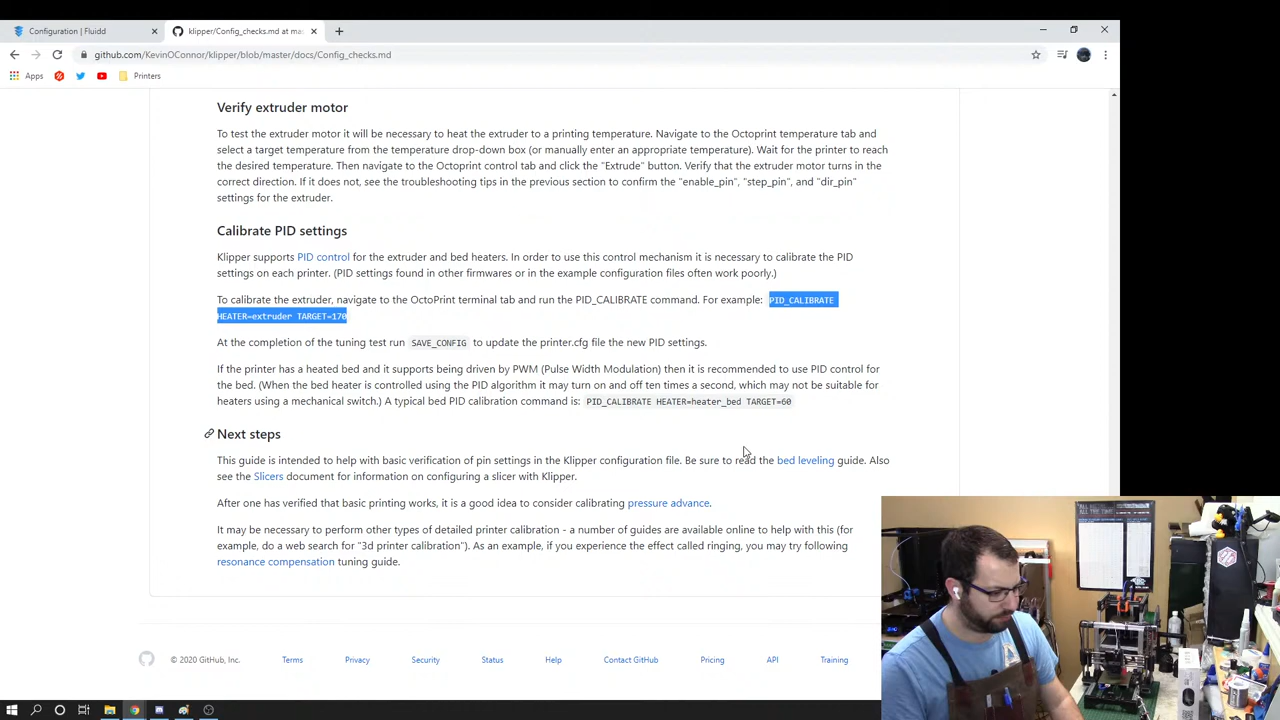 Configuration | Fluidd
klipper/Config_checks.md at mas
github.com/KevinOConnor/klipper/blob/master/docs/Config_checks.md
Apps
Printers
Verify extruder motor
To test the extruder motor it will be necessary to heat the extruder to a printing temperature. Navigate to the Octoprint temperature tab and
select a target temperature from the temperature drop-down box (or manually enter an appropriate temperature). Wait for the printer to reach
the desired temperature. Then navigate to the Octoprint control tab and click the "Extrude" button. Verify that the extruder motor turns in the
correct direction. If it does not, see the troubleshooting tips in the previous section to confirm the "enable_pin", "step_pin", and "dir_pin"
settings for the extruder.
Calibrate PID settings
Klipper supports PID control for the extruder and bed heaters. In order to use this control mechanism it is necessary to calibrate the PID
settings on each printer. (PID settings found in other firmwares or in the example configuration files often work poorly.)
To calibrate the extruder, navigate to the OctoPrint terminal tab and run the PID_CALIBRATE command. For example: PID_CALIBRATE
HEATER=extruder TARGET=170
At the completion of the tuning test run SAVE_CONFIG to update the printer.cfg file the new PID settings.
If the printer has a heated bed and it supports being driven by PWM (Pulse Width Modulation) then it is recommended to use PID control for
the bed. (When the bed heater is controlled using the PID algorithm it may turn on and off ten times a second, which may not be suitable for
heaters using a mechanical switch.) A typical bed PID calibration command is: PID_CALIBRATE HEATER=heater_bed TARGET=60
Next steps
This guide is intended to help with basic verification of pin settings in the Klipper configuration file. Be sure to read the bed leveling guide. Also
see the Slicers document for information on configuring a slicer with Klipper.
After one has verified that basic printing works, it is a good idea to consider calibrating pressure advance.
It may be necessary to perform other types of detailed printer calibration - a number of guides are available online to help with this (for
example, do a web search for "3d printer calibration"). As an example, if you experience the effect called ringing, you may try following
resonance compensation tuning guide.
© 2020 GitHub, Inc.
Terms
Privacy
Security
Status
Help
Contact GitHub
Pricing
API
Training